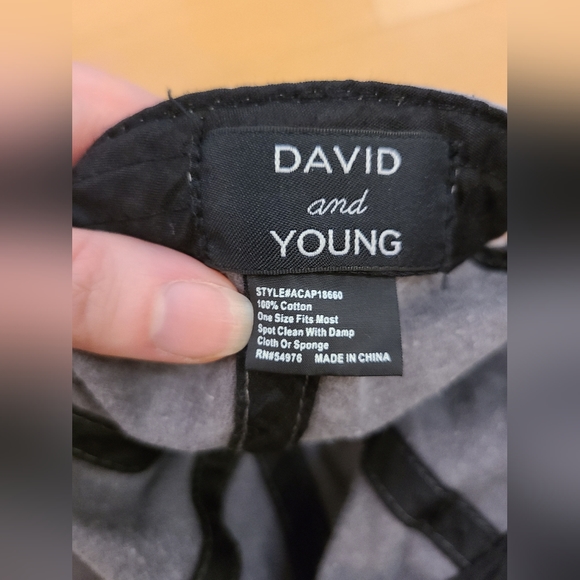 DAVID
and
YOUNG
STYLE#ACAP18660
100% Cotton
One Size Fits Most
Spot Clean With Damp
Cloth Or Sponge
RN#54976 MADE IN CHINA